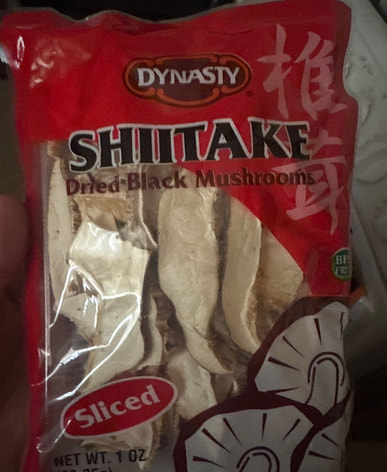 DYNASTY
SHIITAKE
Dried Black Mushrooms
椎茸
Sliced
NET WT. 1 OZ